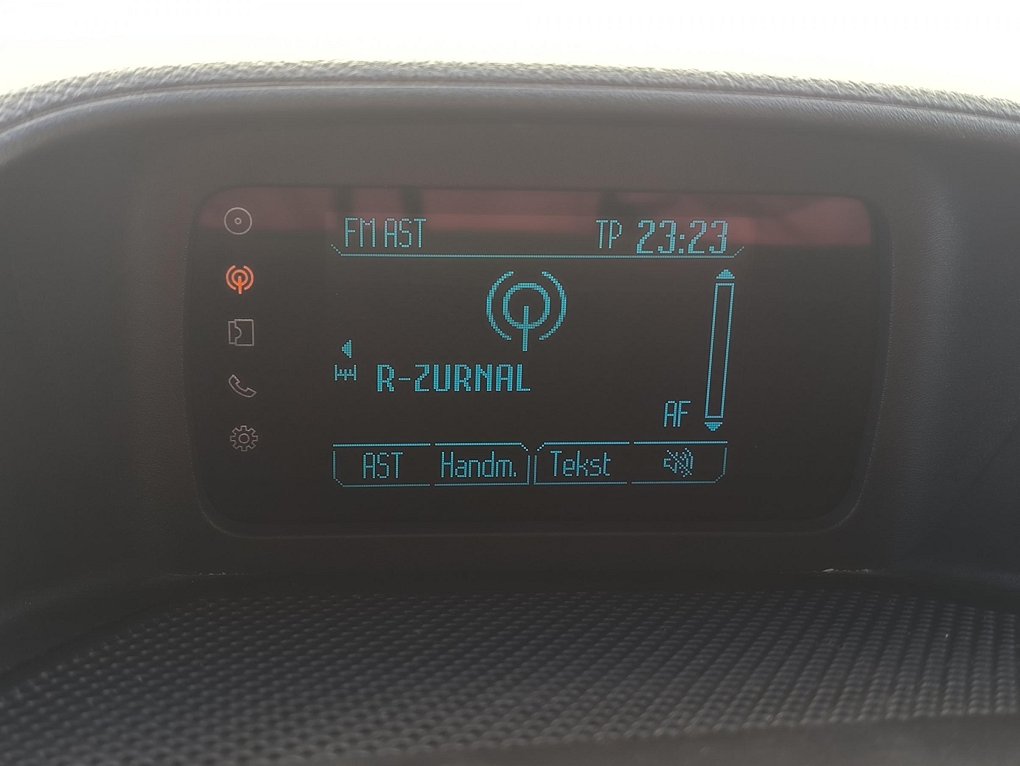 FM AST TP 23:23
R-ZURNAL
AF
AST Handm. Tekst